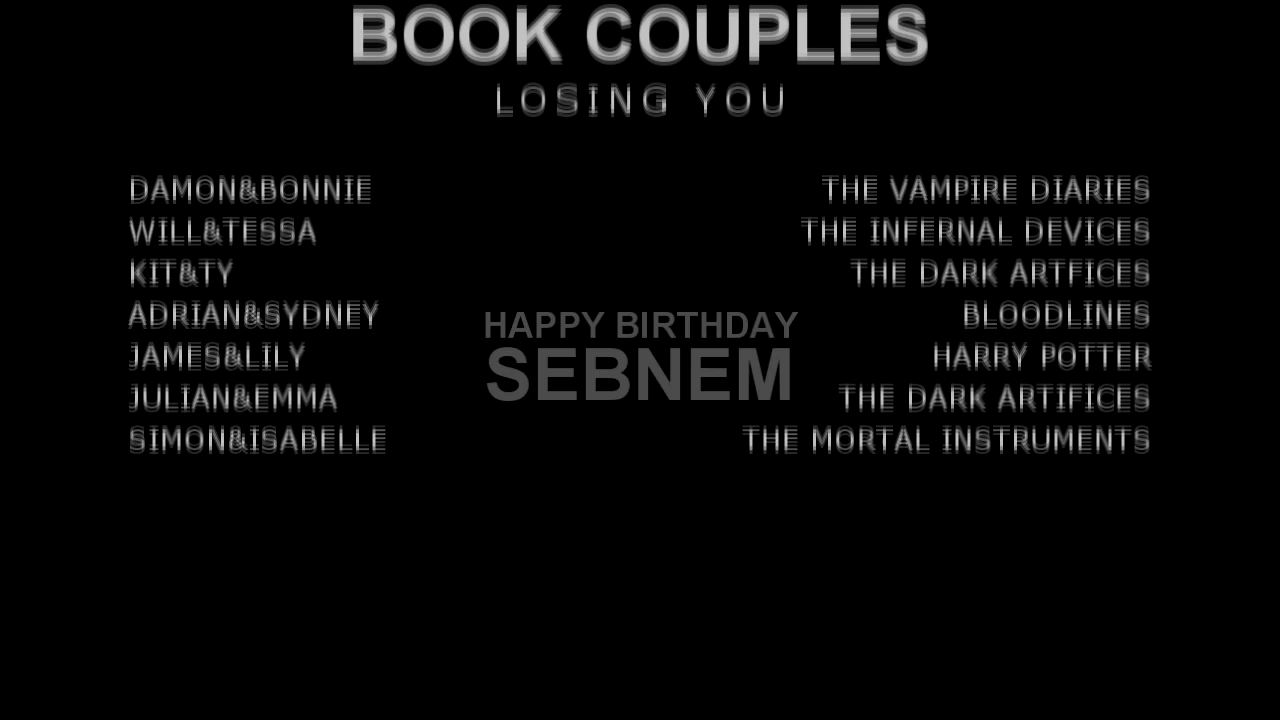 BOOK COUPLES
LOSING YOU
DAMON&BONNIE THE VAMPIRE DIARIES
WILL&TESSA THE INFERNAL DEVICES
KIT&TY THE DARK ARTFICES
ADRIAN&SYDNEY BLOODLINES
HAPPY BIRTHDAY
JAMES&LILY HARRY POTTER
SEBNEM
JULIAN&EMMA THE DARK ARTIFICES
SIMON&ISABELLE THE MORTAL INSTRUMENTS